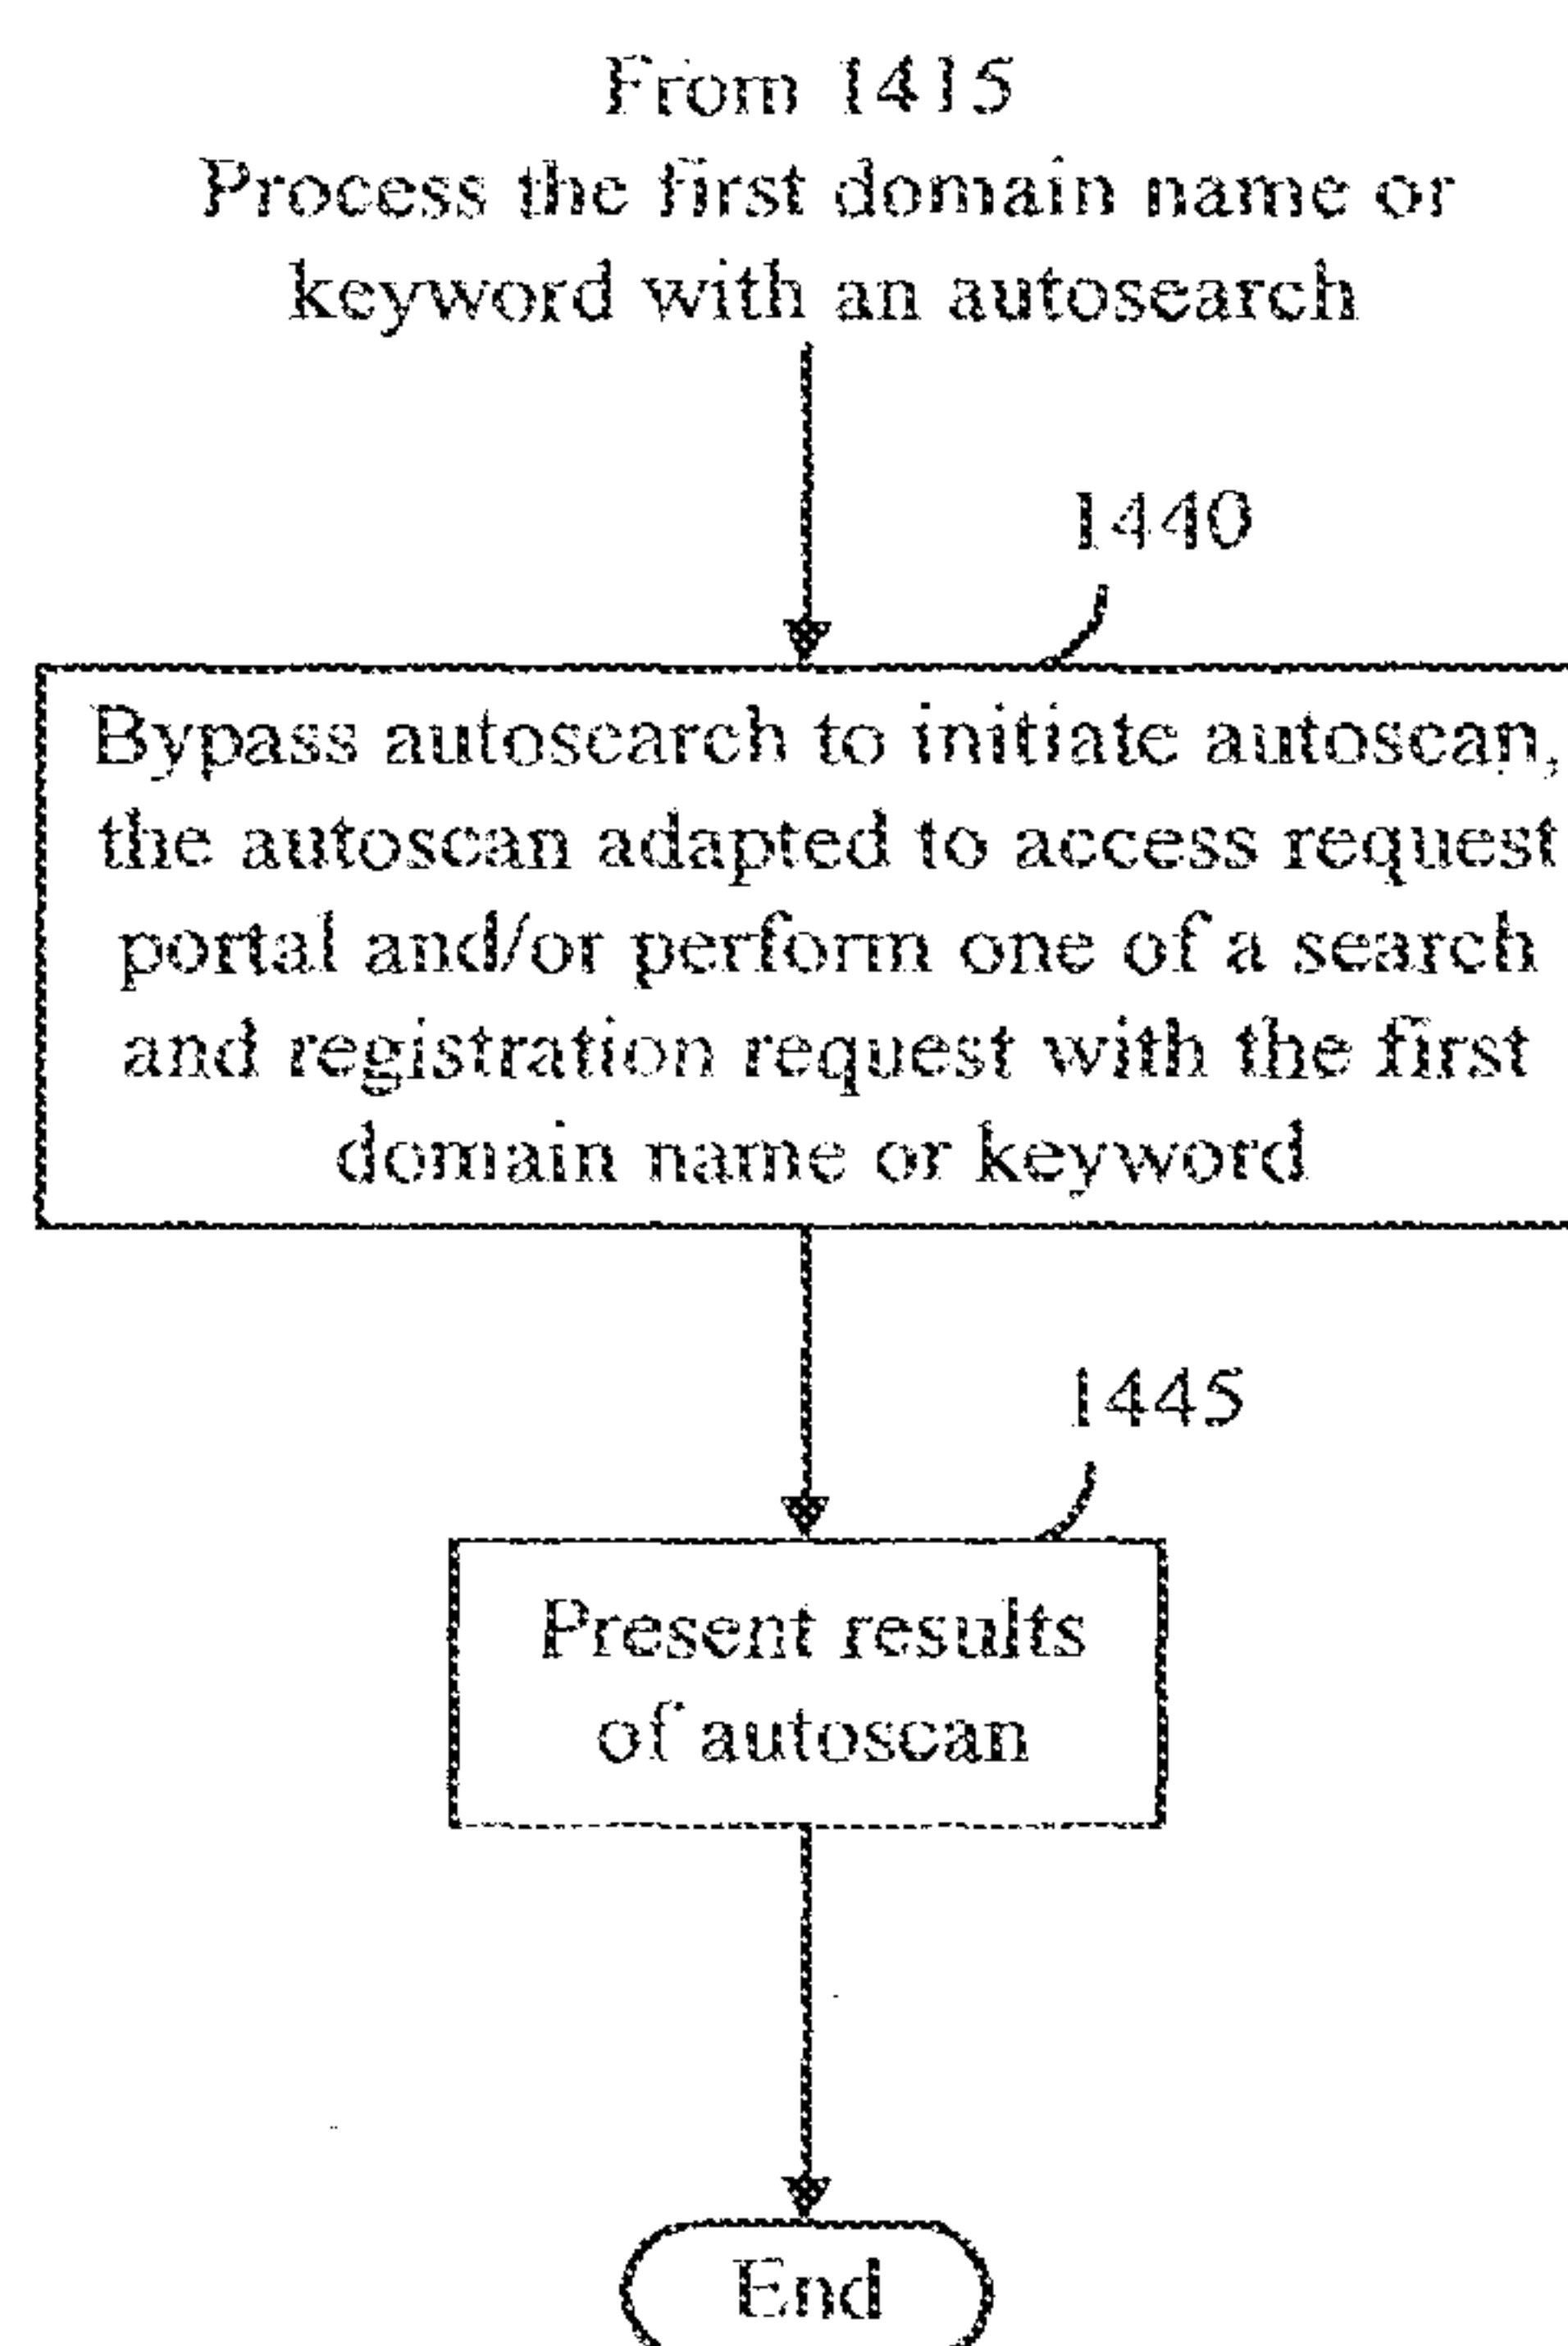 From 1415
Process the first domain name or
keyword with an autosearch
1440
Bypass autosearch to initiate autoscan,
the autoscan adapted to access request
portal and/or perform one of a search
and registration request with the first
domain name or keyword
1445
Present results
of autoscan
End